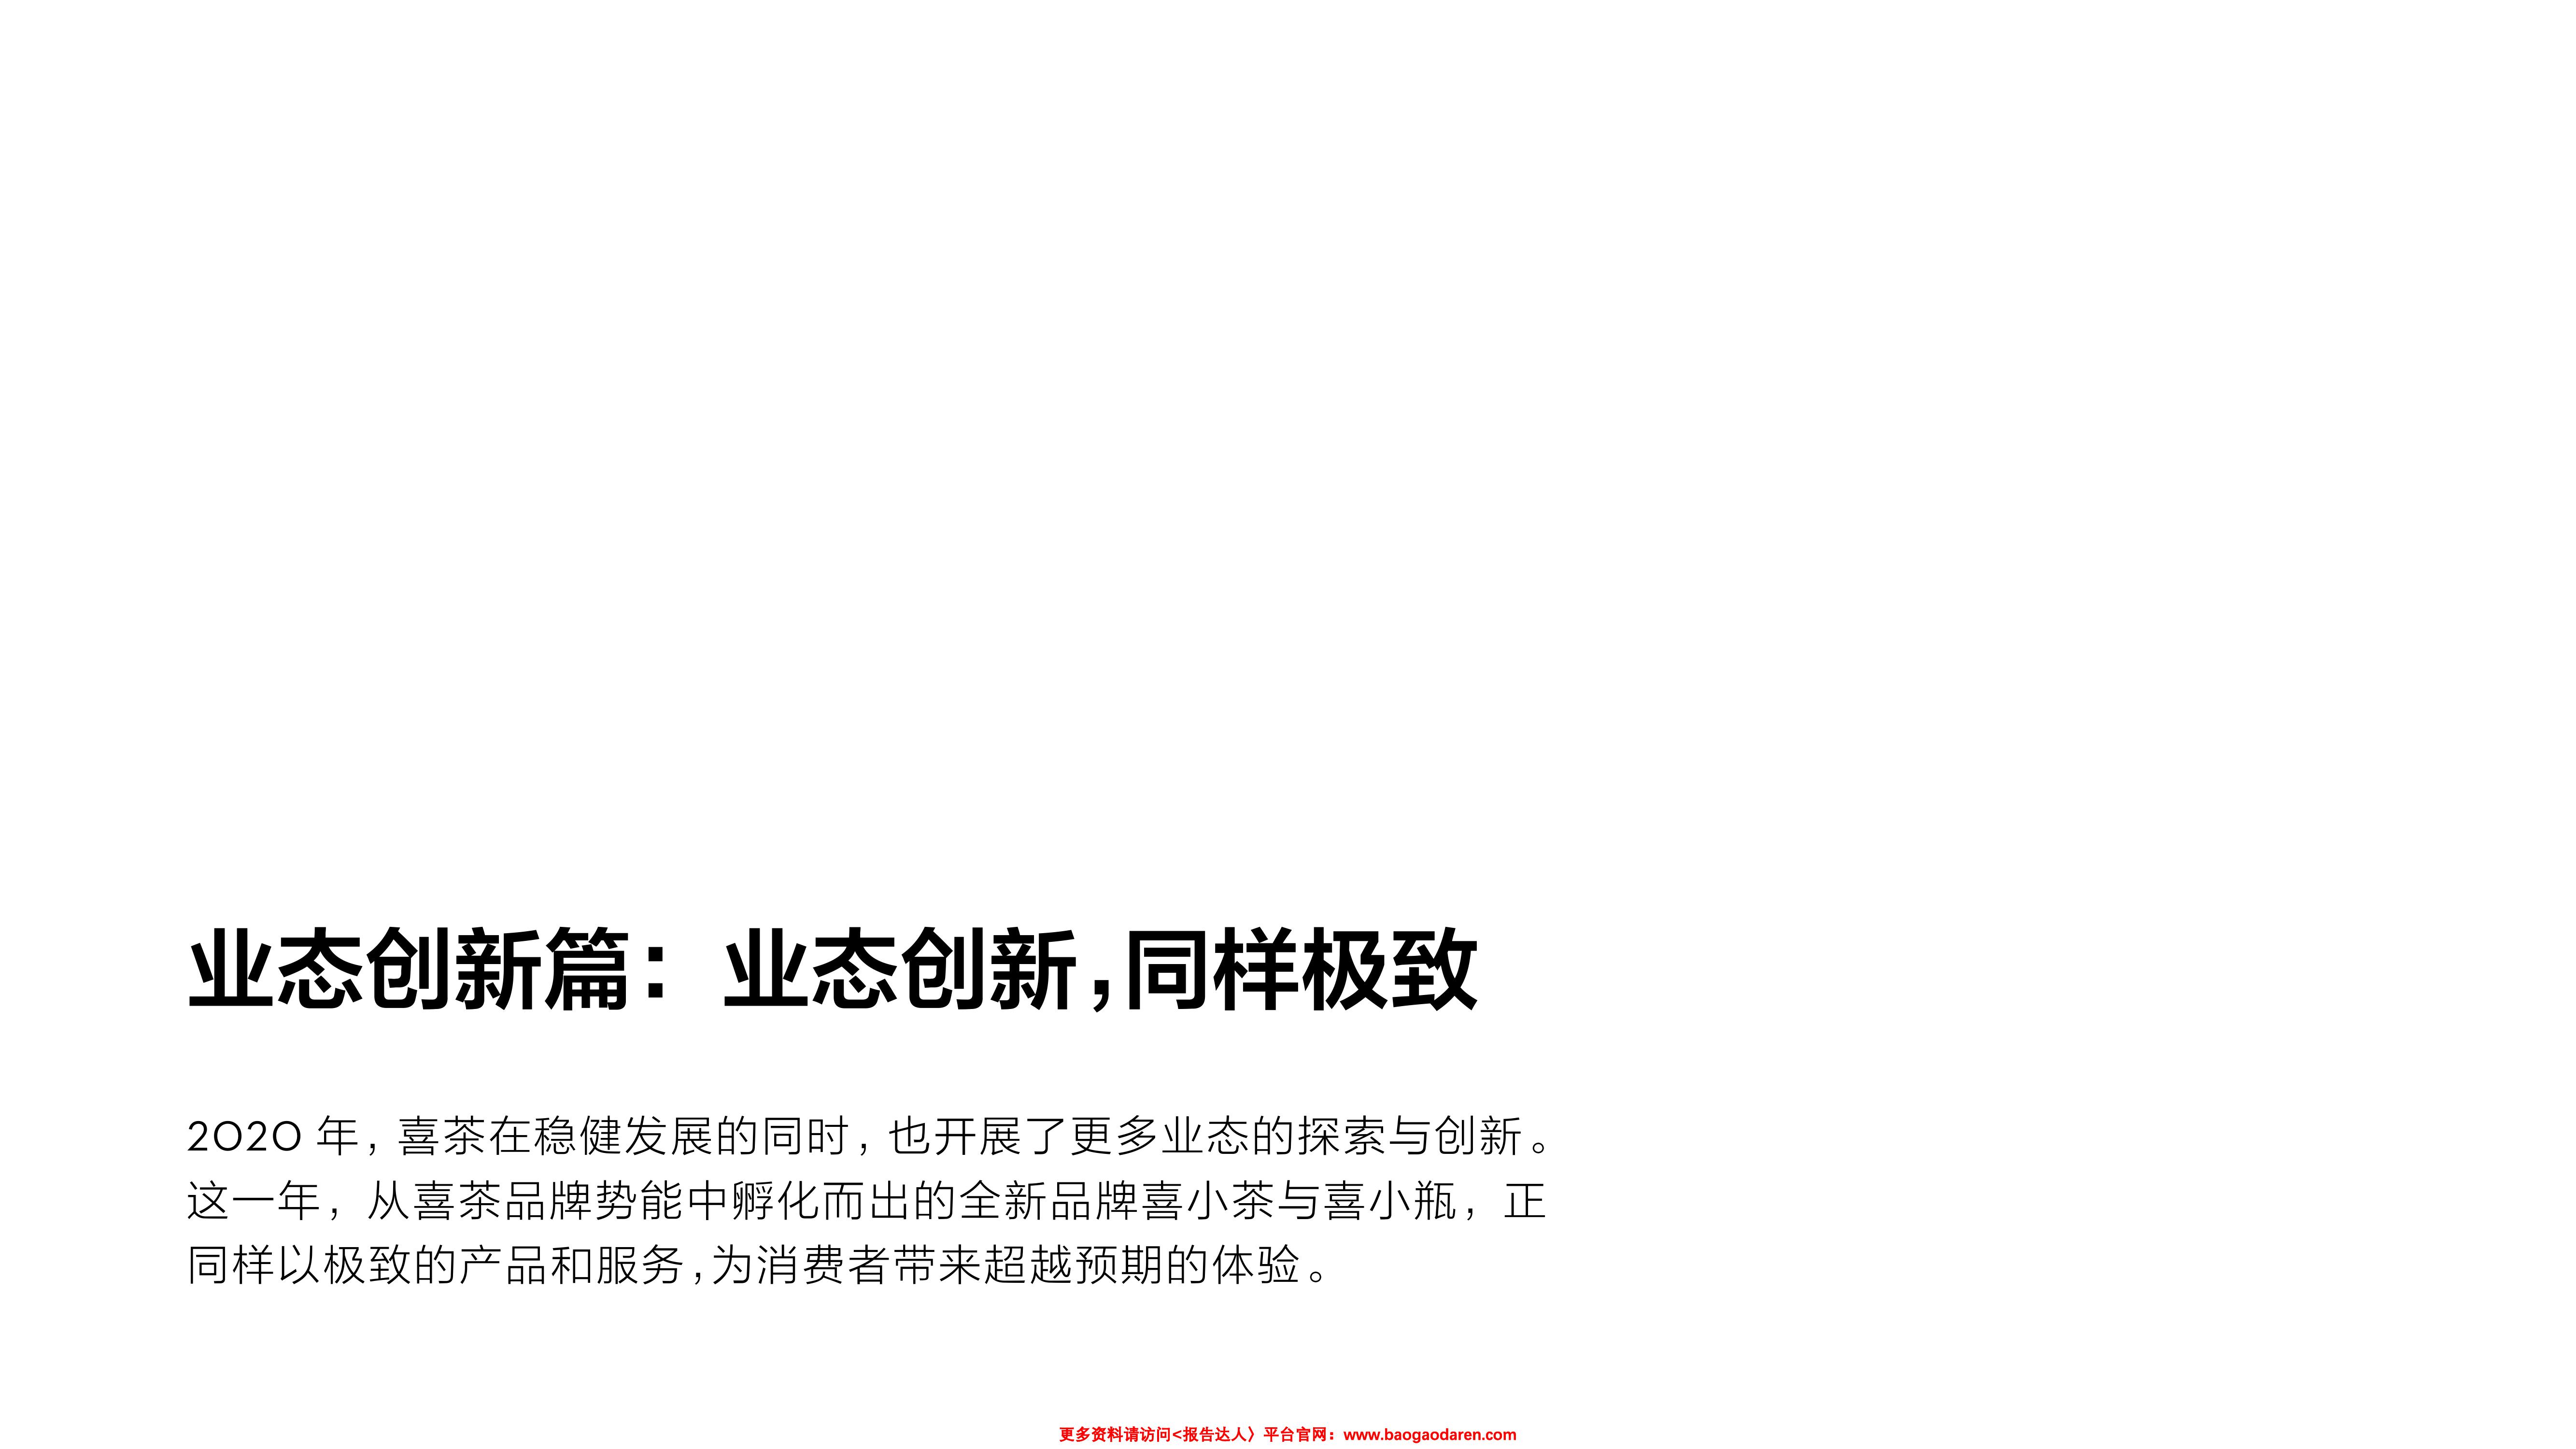 业态创新篇：业态创新,同样极致
2020 年，喜茶在稳健发展的同时，也开展了更多业态的探索与创新。
这一年，从喜茶品牌势能中孵化而出的全新品牌喜小茶与喜小瓶，正
同样以极致的产品和服务,为消费者带来超越预期的体验。
更多资料请访问<报告达人〉平台官网：www.baogaodaren.com